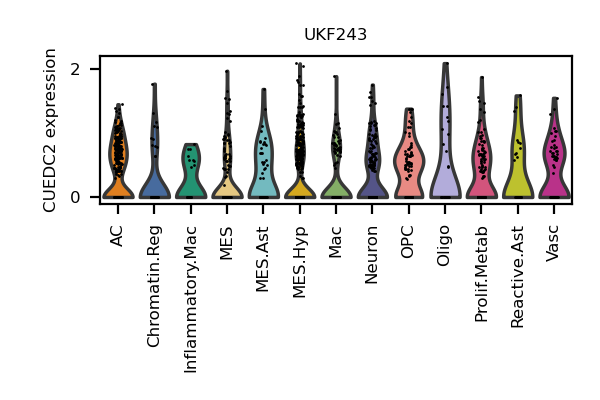 UKF243
CUEDC2 expression
2
0
AC
Chromatin.Reg
Inflammatory.Mac
MES
MES.Ast
MES.Hyp
Mac
Neuron
OPC
Oligo
Prolif.Metab
Reactive.Ast
Vasc